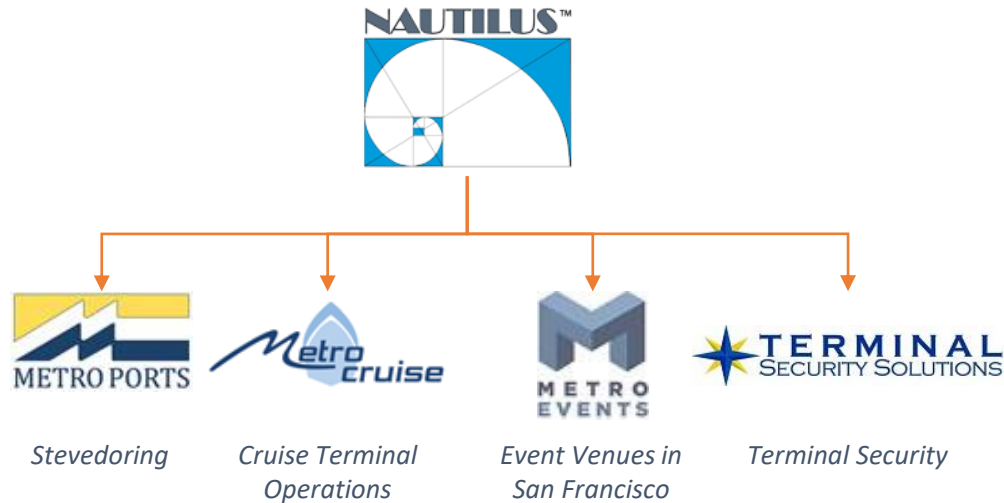 NAUTILUS™
METRO PORTS
Metro
cruise
METRO
EVENTS
TERMINAL
SECURITY SOLUTIONS
Stevedoring
Cruise Terminal
Operations
Event Venues in
San Francisco
Terminal Security